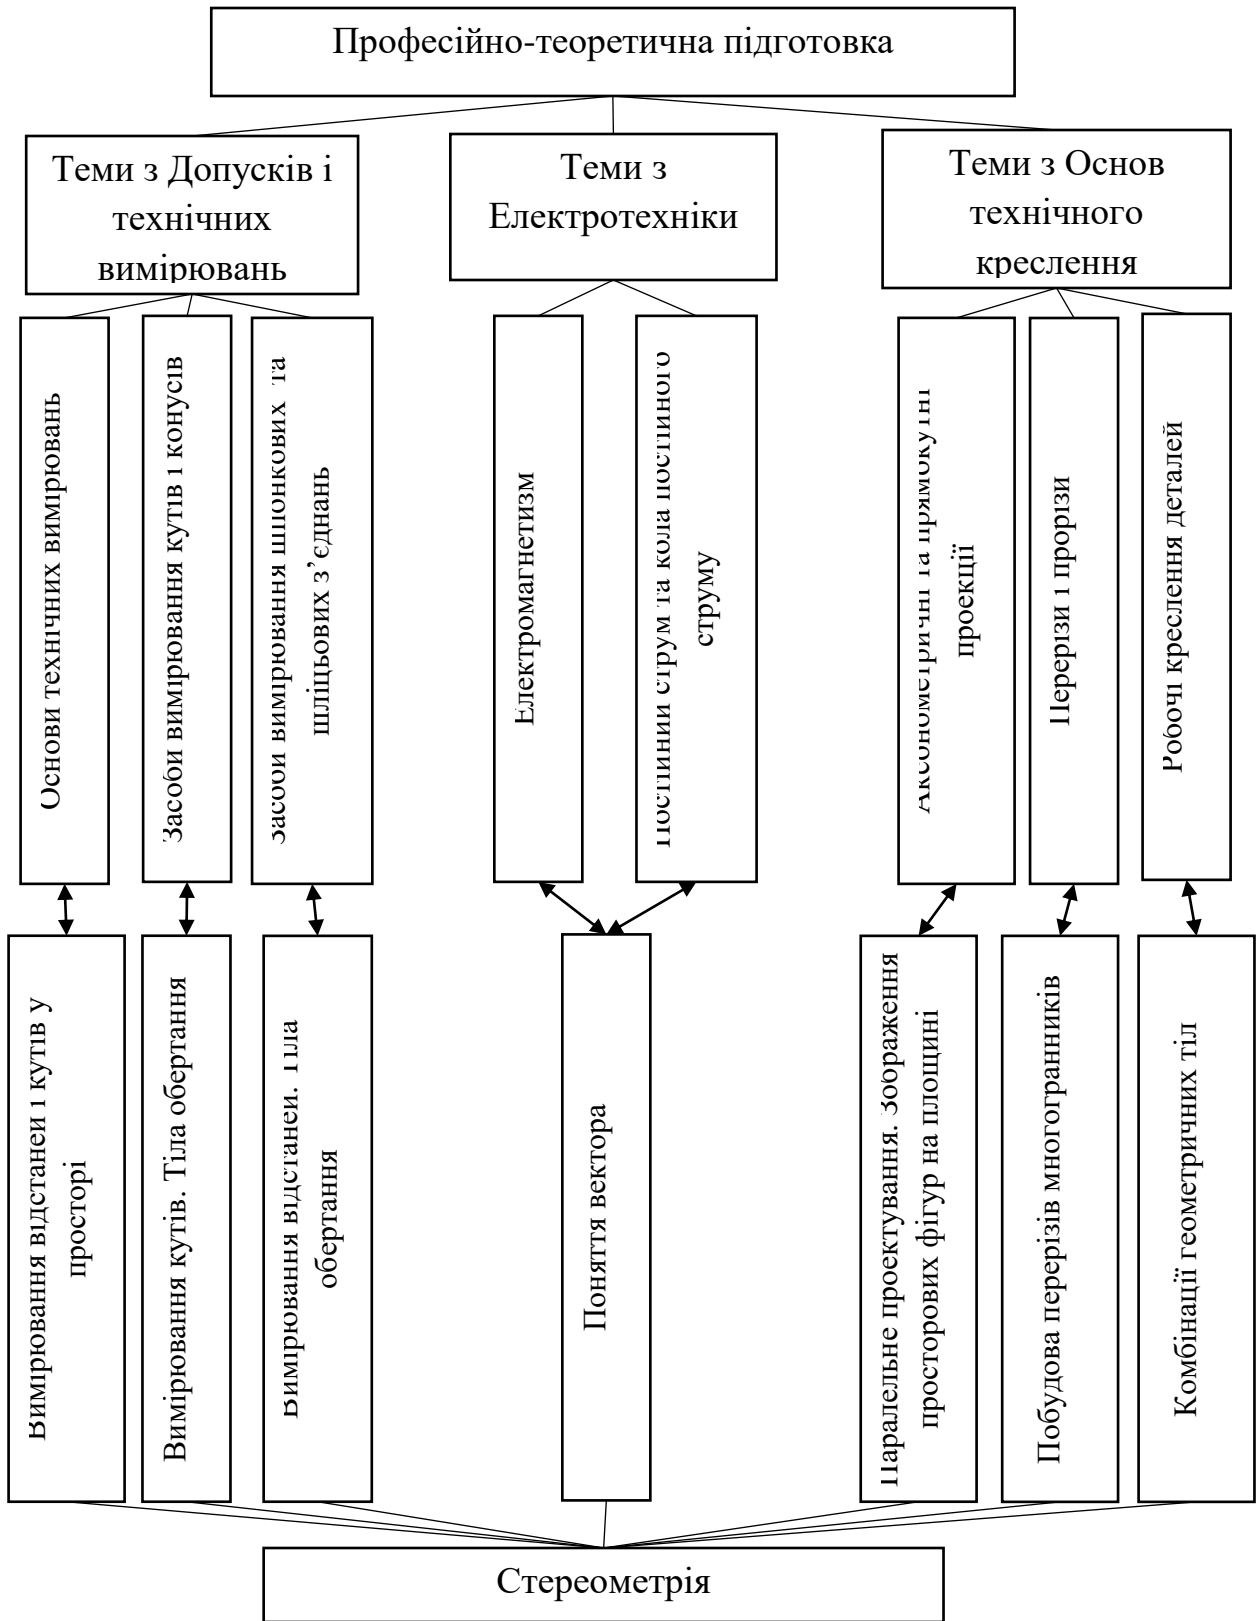 Професійно-теоретична підготовка
Теми з Допусків і
технічних
вимірювань
Теми з
Електротехніки
Теми з Основ
технічного
креслення
Основи технічних вимірювань
Засоби вимірювання кутів і конусів
Засоби вимірювання шпонкових та
шліцьових з’єднань
Електромагнетизм
Постійний струм та кола постійного
струму
Аксонометричні та прямокутні
проекції
Перерізи і прорізи
Робочі креслення деталей
Вимірювання відстаней і кутів у
просторі
Вимірювання кутів. Тіла обертання
Вимірювання відстаней. Тіла
обертання
Поняття вектора
Паралельне проектування. Зображення
просторових фігур на площині
Побудова перерізів многогранників
Комбінації геометричних тіл
Стереометрія